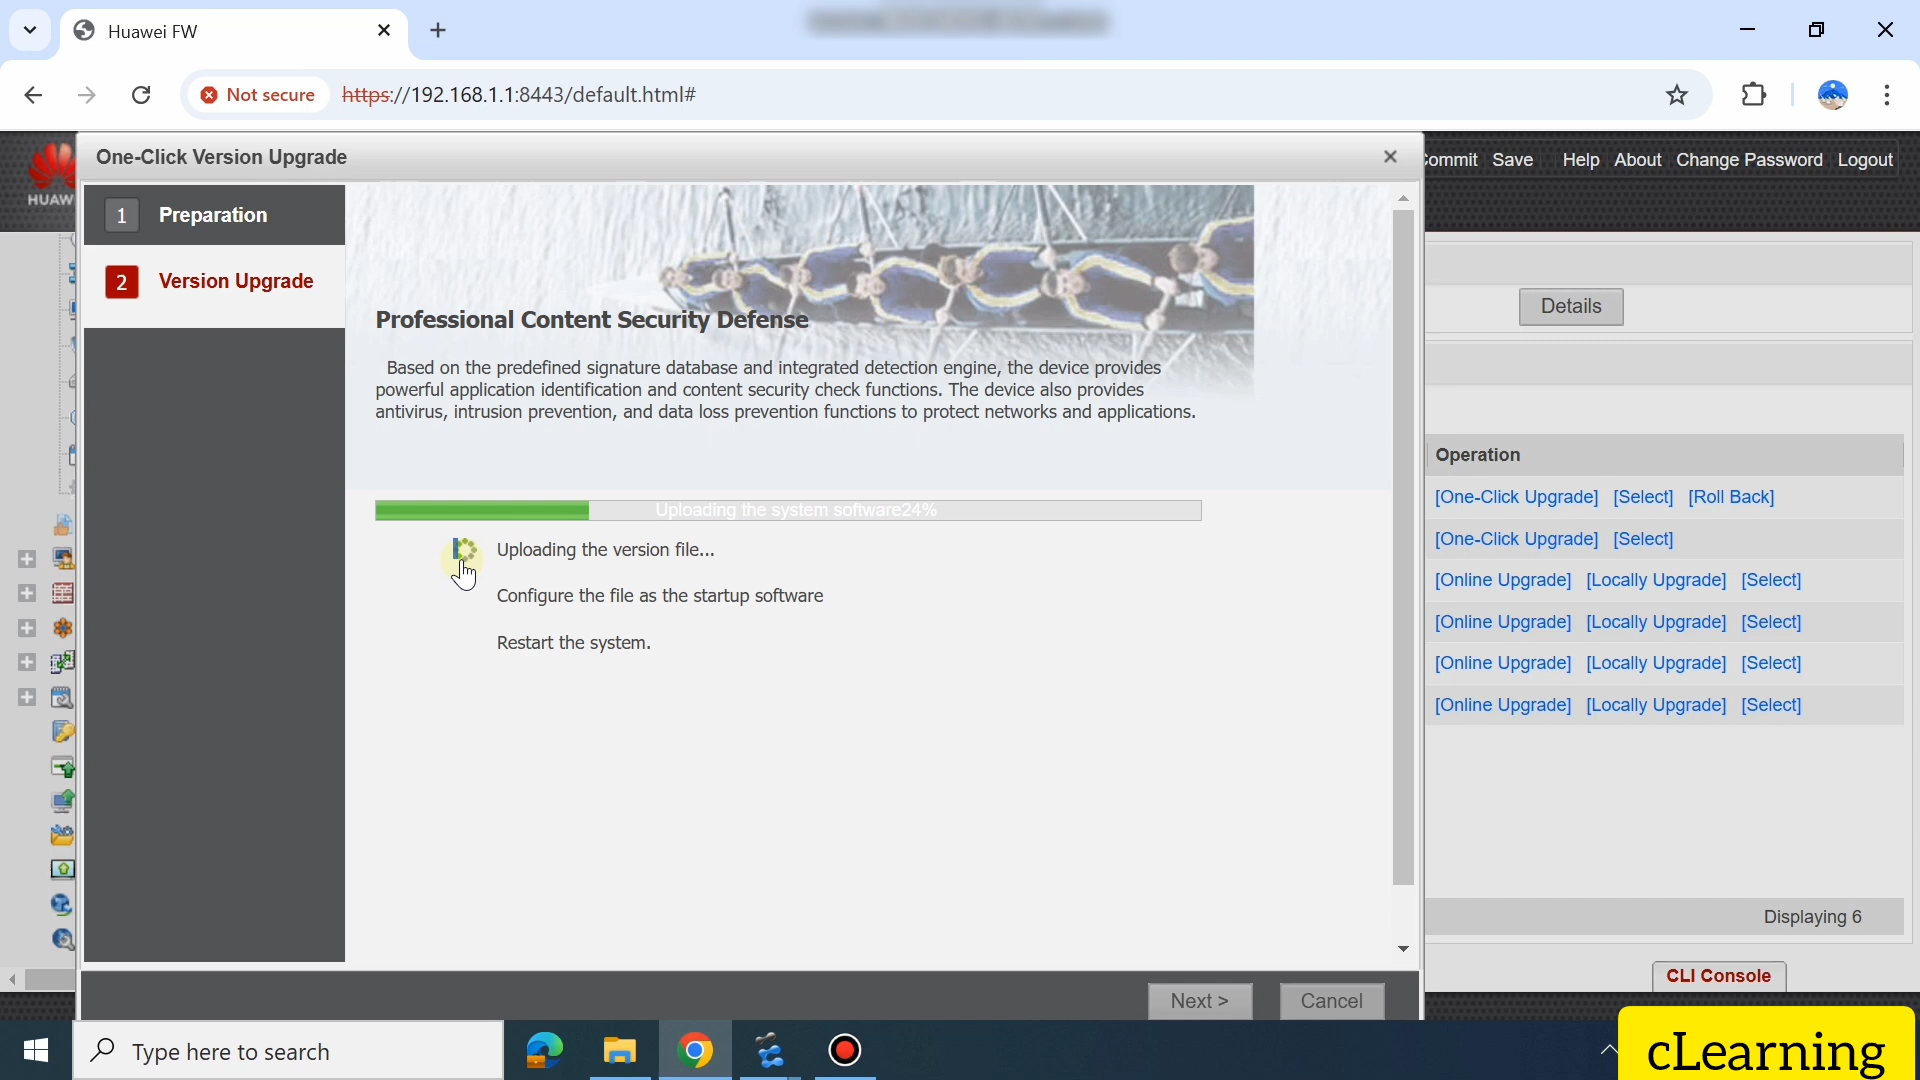 Huawei FW
Not secure
https://192.168.1.1:8443/default.html#
HUAW
One-Click Version Upgrade
ommit Save Help About Change Password Logout
1 Preparation
2 Version Upgrade
Professional Content Security Defense
Based on the predefined signature database and integrated detection engine, the device provides
powerful application identification and content security check functions. The device also provides
antivirus, intrusion prevention, and data loss prevention functions to protect networks and applications.
Uploading the system software24%
Uploading the version file...
Configure the file as the startup software
Restart the system.
Next >
Cancel
Details
Operation
[One-Click Upgrade] [Select] [Roll Back]
[One-Click Upgrade] [Select]
[Online Upgrade] [Locally Upgrade] [Select]
[Online Upgrade] [Locally Upgrade] [Select]
[Online Upgrade] [Locally Upgrade] [Select]
[Online Upgrade] [Locally Upgrade] [Select]
Displaying 6
CLI Console
Type here to search
cLearning